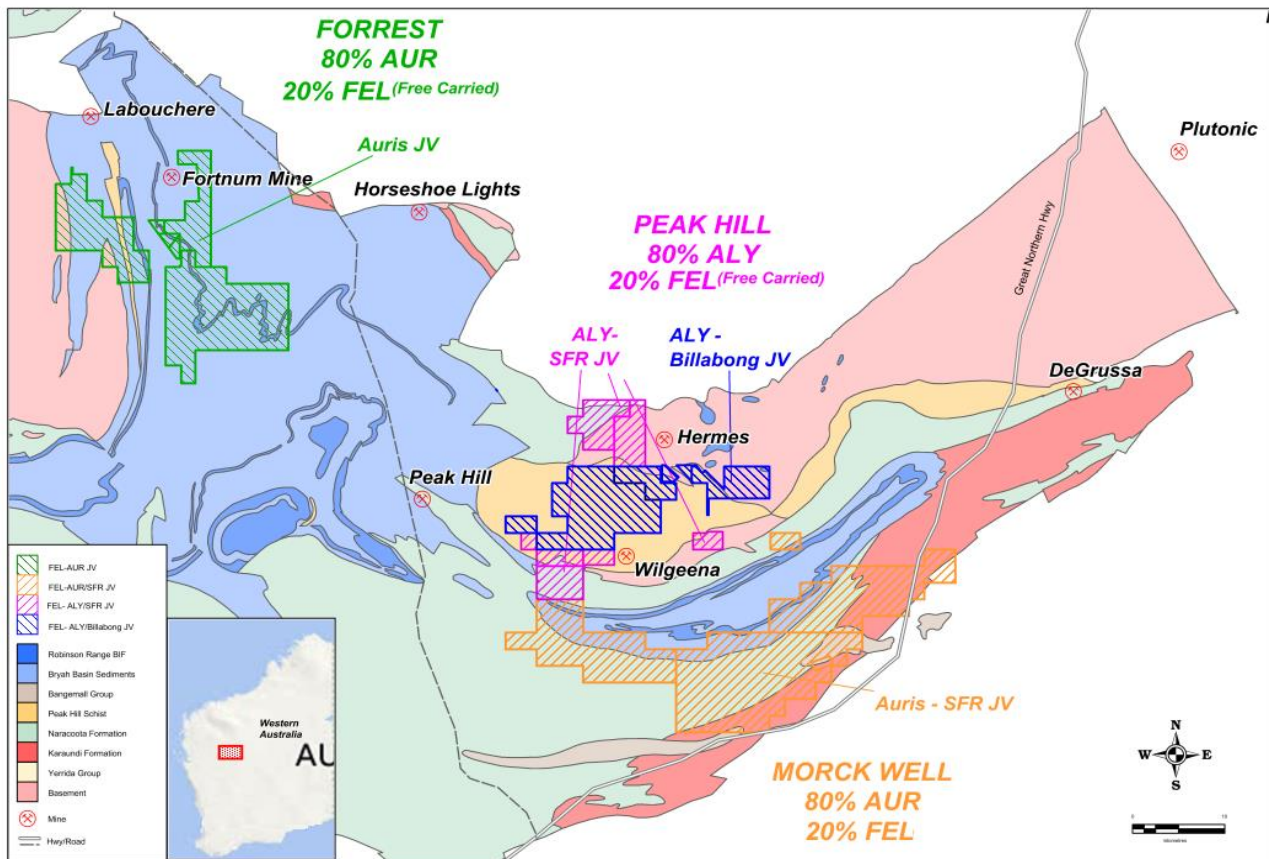 FORREST
80% AUR
20% FEL(Free Carried)
Labouchere
Auris JV
Plutonic
Fortnum Mine
Horseshoe Lights
PEAK HILL
80% ALY
20% FEL(Free Carried)
Great Northern Hwy
ALY-
SFR JV
ALY -
Billabong JV
DeGrussa
Hermes
Peak Hill
Wilgeena
FEL-AUR JV
FEL-AUR/SFR JV
FEL- ALY/SFR JV
FEL- ALY/Billabong JV
Robinson Range BIF
Bryah Basin Sediments
Bangemall Group
Peak Hill Schist
Naracoota Formation
Karaundi Formation
Yerrida Group
Basement
Mine
Hwy/Road
Western
Australia
AU
Auris - SFR JV
MORCK WELL
80% AUR
20% FEL
N
W
E
S
0
10
kilometres